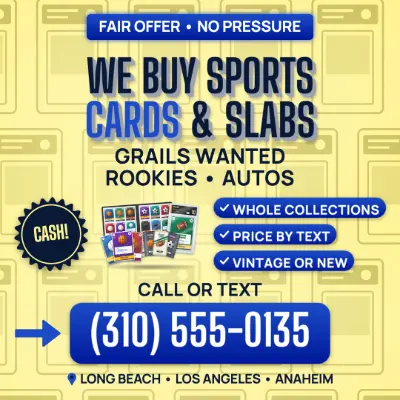 FAIR OFFER • NO PRESSURE
WE BUY SPORTS
CARDS & SLABS
GRAILS WANTED
ROOKIES • AUTOS
CASH!
WHOLE COLLECTIONS
PRICE BY TEXT
VINTAGE OR NEW
CALL OR TEXT
(310) 555-0135
LONG BEACH • LOS ANGELES • ANAHEIM